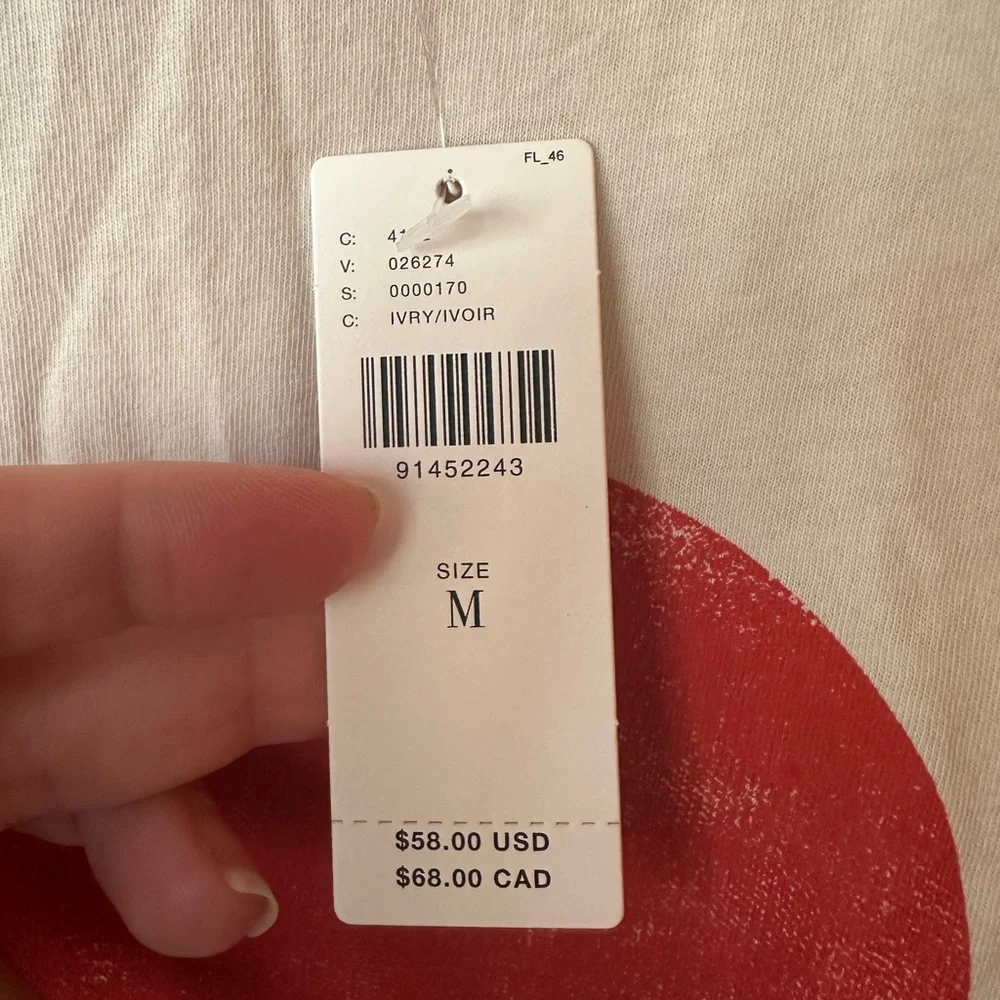 FL_46
C:
V: 026274
S: 0000170
C: IVRY/IVOIR
91452243
SIZE
M
$58.00 USD
$68.00 CAD